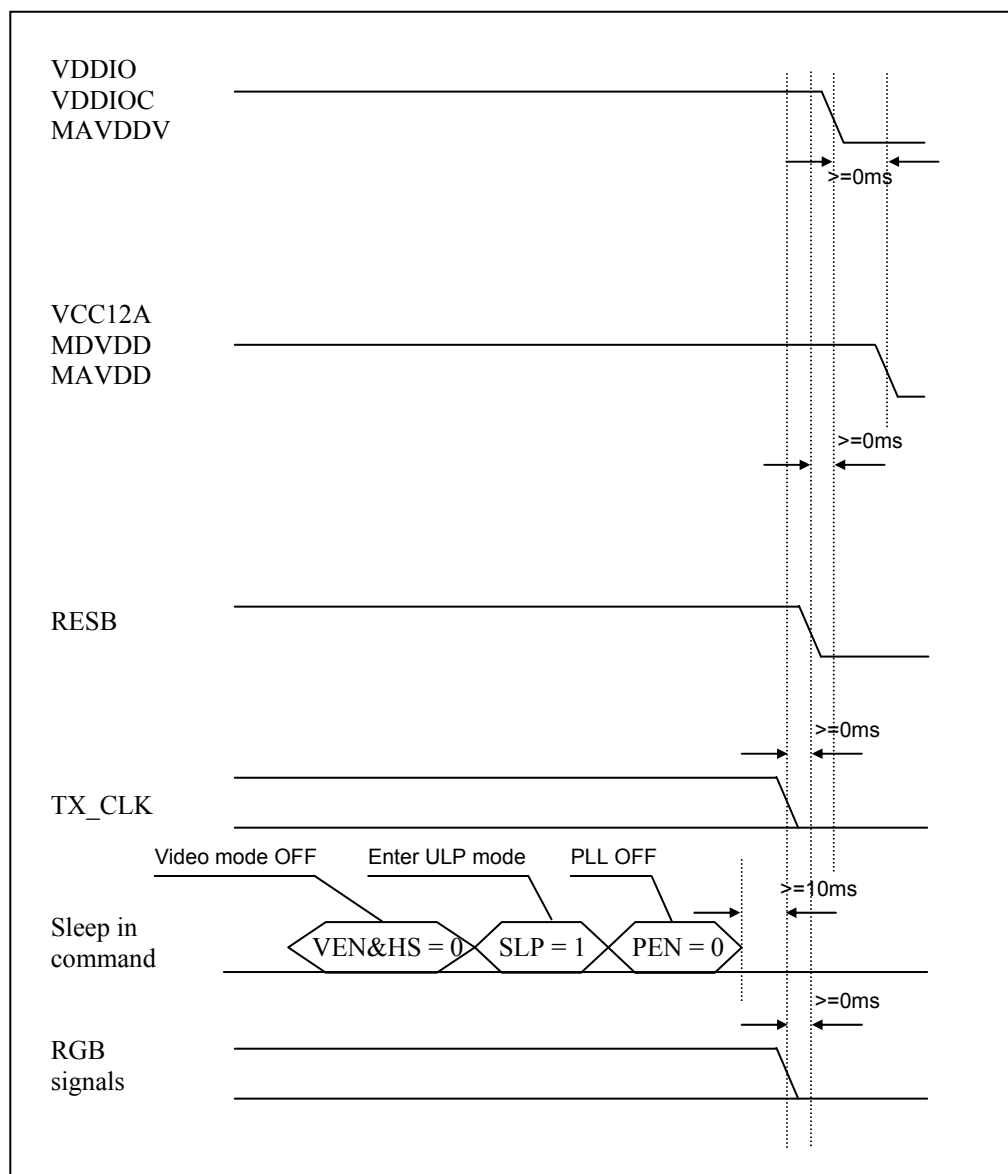 VDDIO
VDDIOC
MAVDDV
>=0ms
VCC12A
MDVDD
MAVDD
>=0ms
RESB
>=0ms
TX_CLK
Video mode OFF
Enter ULP mode
PLL OFF
>=10ms
Sleep in
command
VEN&HS = 0
SLP = 1
PEN = 0
>=0ms
RGB
signals